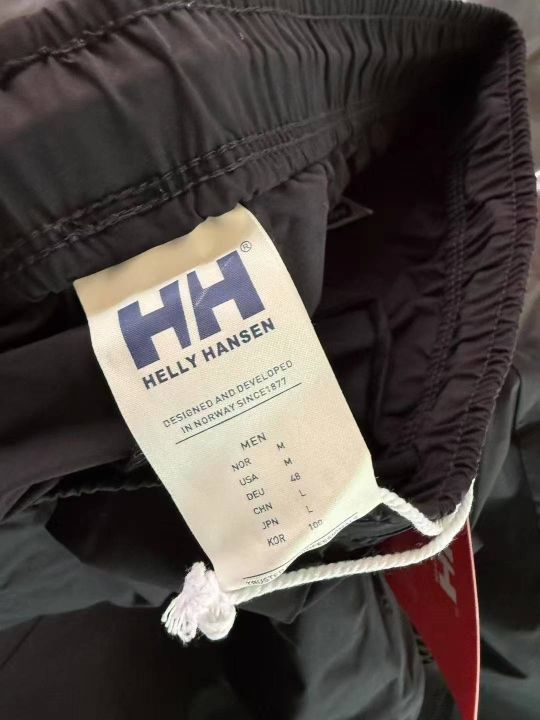 HH®
HELLY HANSEN
DESIGNED AND DEVELOPED
IN NORWAY SINCE 1877
MEN
NOR M
USA M
DEU 48
CHN L
JPN L
KOR 100